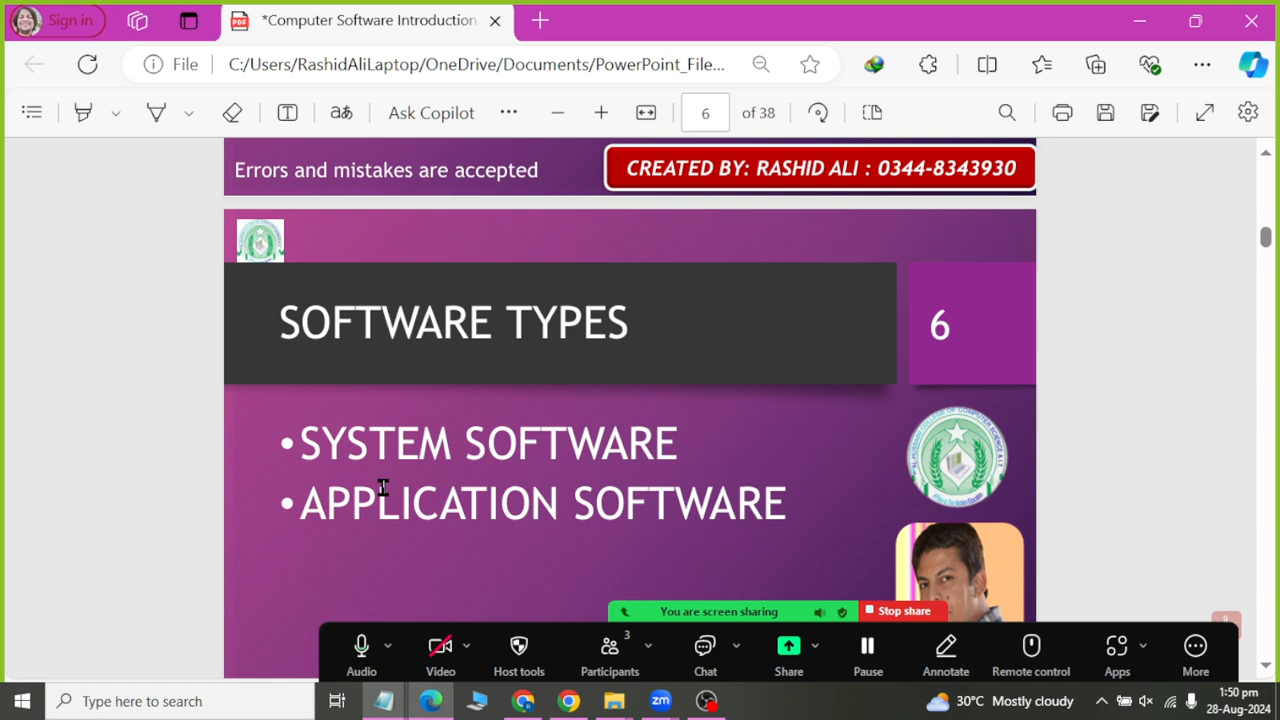 Sign in
*Computer Software Introduction
File
C:/Users/RashidAliLaptop/OneDrive/Documents/PowerPoint_File...
aあ
Ask Copilot
6
of 38
Errors and mistakes are accepted
CREATED BY: RASHID ALI : 0344-8343930
SOFTWARE TYPES
6
•SYSTEM SOFTWARE
•APPLICATION SOFTWARE
You are screen sharing
Stop share
3
Audio
Video
Host tools
Participants
Chat
Share
Pause
Annotate
Remote control
Apps
More
Type here to search
zm
30°C Mostly cloudy
1:50 pm
28-Aug-2024